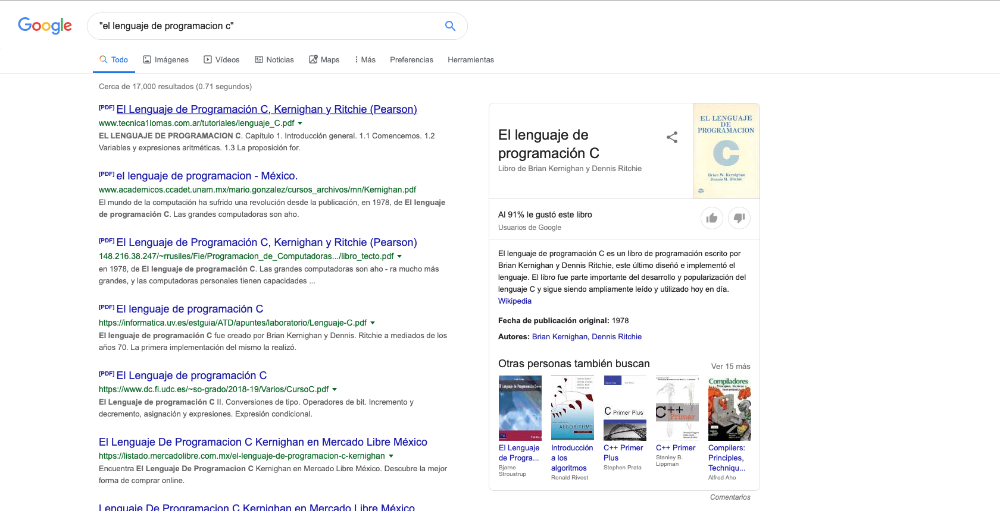 Google
"el lenguaje de programacion c"
Todo
Imágenes
Vídeos
Noticias
Maps
Más
Preferencias
Herramientas
Cerca de 17,000 resultados (0.71 segundos)
[PDF] El Lenguaje de Programación C, Kernighan y Ritchie (Pearson)
www.tecnica1lomas.com.ar/tutoriales/lenguaje_C.pdf
EL LENGUAJE DE PROGRAMACION C. Capítulo 1. Introducción general. 1.1 Comencemos. 1.2
Variables y expresiones aritméticas. 1.3 La proposición for.
[PDF] el lenguaje de programacion - México.
www.academicos.ccadet.unam.mx/mario.gonzalez/cursos_archivos/mn/Kernighan.pdf
El mundo de la computación ha sufrido una revolución desde la publicación, en 1978, de El lenguaje
de programación C. Las grandes computadoras son aho.
[PDF] El Lenguaje de Programación C, Kernighan y Ritchie (Pearson)
148.216.38.247/~rrusiles/Fie/Programacion_de_Computadoras.../libro_tecto.pdf
en 1978, de El lenguaje de programación C. Las grandes computadoras son aho - ra mucho más
grandes, y las computadoras personales tienen capacidades ...
[PDF] El lenguaje de programación C
https://informatica.uv.es/estguia/ATD/apuntes/laboratorio/Lenguaje-C.pdf
El lenguaje de programación C fue creado por Brian Kernighan y Dennis. Ritchie a mediados de los
años 70. La primera implementación del mismo la realizó.
[PDF] El Lenguaje de programación C
https://www.dc.fi.udc.es/~so-grado/2018-19/Varios/CursoC.pdf
El Lenguaje de programación C II. Conversiones de tipo. Operadores de bit. Incremento y
decremento, asignación y expresiones. Expresión condicional.
El Lenguaje De Programacion C Kernighan en Mercado Libre México
https://listado.mercadolibre.com.mx/el-lenguaje-de-programacion-c-kernighan
Encuentra El Lenguaje De Programacion C Kernighan en Mercado Libre México. Descubre la mejor
forma de comprar online.
Lenguaje De Programacion C Kernighan en Mercado Libre México
El lenguaje de
programación C
Libro de Brian Kernighan y Dennis Ritchie
EL LENGUAJE
DE
PROGRAMACION
C
Brian W. Kernighan
Dennis M. Ritchie
Al 91% le gustó este libro
Usuarios de Google
El lenguaje de programación C es un libro de programación escrito por
Brian Kernighan y Dennis Ritchie, este último diseñó e implementó el
lenguaje. El libro fue parte importante del desarrollo y popularización del
lenguaje C y sigue siendo ampliamente leído y utilizado hoy en día.
Wikipedia
Fecha de publicación original: 1978
Autores: Brian Kernighan, Dennis Ritchie
Otras personas también buscan
Ver 15 más
El Lenguaje de Programación C++
ALGORITHMS
C Primer Plus
C++
Primer
Compiladores
Principios, técnicas y
herramientas
El Lenguaje
de Progra...
Bjarne
Stroustrup
Introducción
a los
algoritmos
Ronald Rivest
C++ Primer
Plus
Stephen Prata
C++ Primer
Stanley B.
Lippman
Compilers:
Principles,
Techniqu...
Alfred Aho
Comentarios